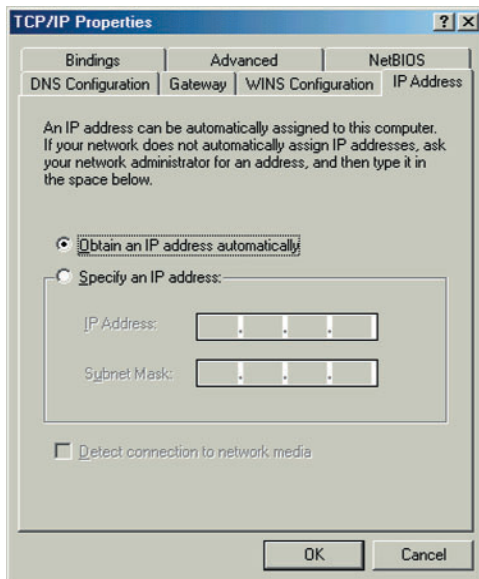 TCP/IP Properties
Bindings Advanced NetBIOS
DNS Configuration Gateway WINS Configuration IP Address
An IP address can be automatically assigned to this computer.
If your network does not automatically assign IP addresses, ask
your network administrator for an address, and then type it in
the space below.
Obtain an IP address automatically
Specify an IP address:
IP Address: . . .
Subnet Mask: . . .
Detect connection to network media
OK Cancel